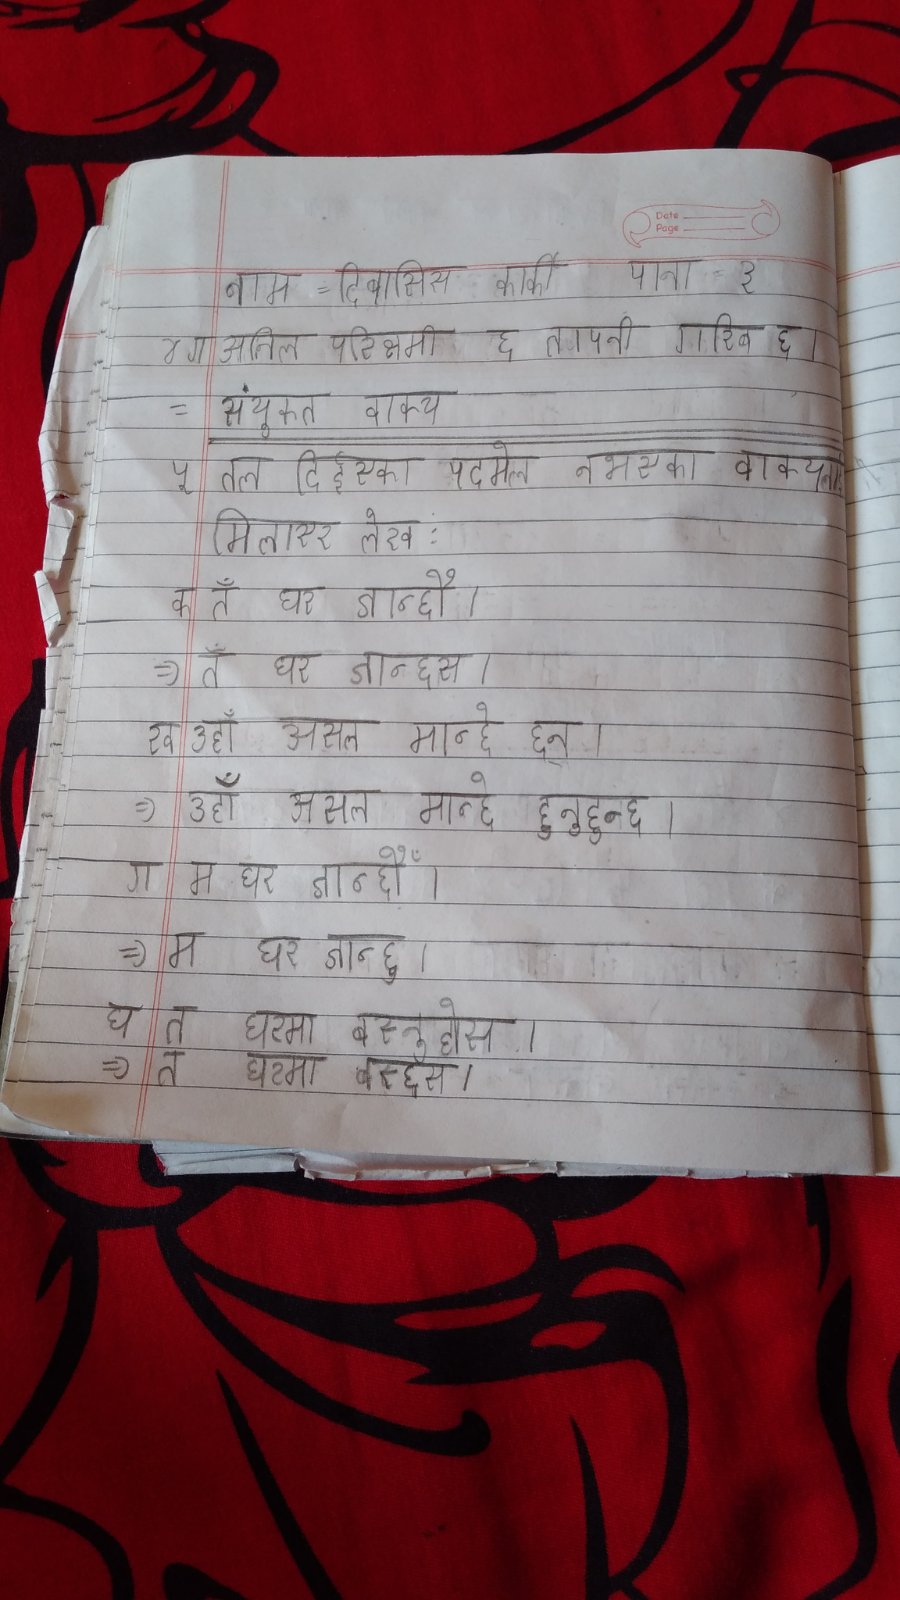 Date
Page
नाम = दिबासिस कार्की पाना = ३
४ ग अनिल परिश्रमी छ तापनी गरिब छ।
= संयुक्त वाक्य
५ तल दिईएका पदमेल नभएका वाक्यलाई
मिलाएर लेख :
क तँ घर जान्छौँ।
⇒ तँ घर जान्छस।
ख उहाँ असल मान्छे छन्।
⇒ उहाँ असल मान्छे हुनुहुन्छ।
ग म घर जान्छौँ।
⇒ म घर जान्छु।
घ त घरमा बस्नुहोस।
⇒ त घरमा बस्छस।